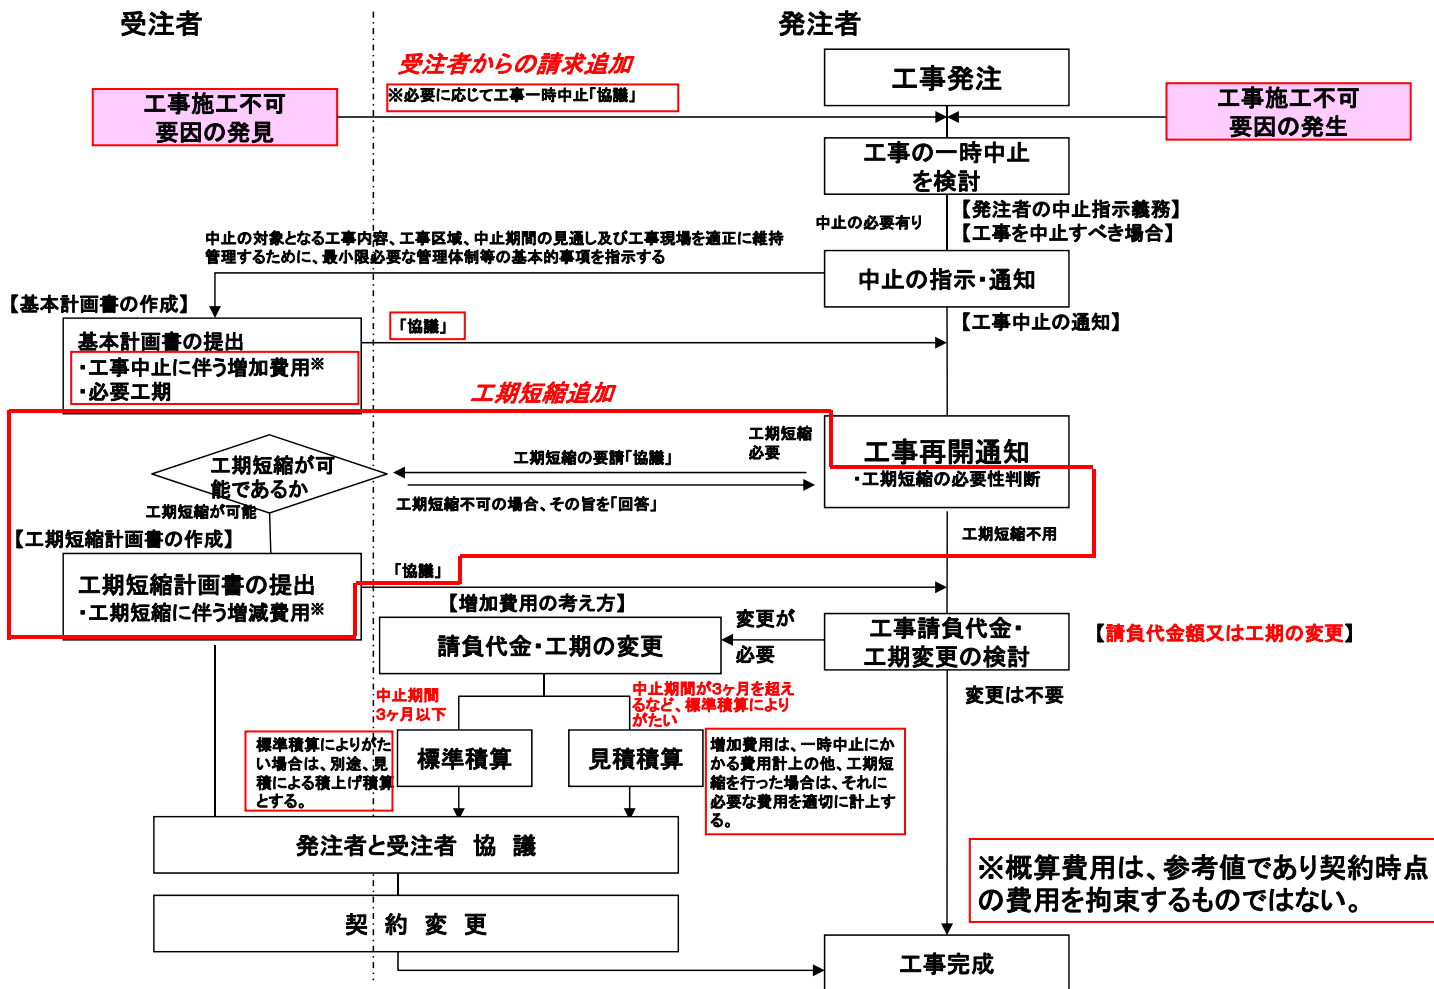 受注者
発注者
受注者からの請求追加
※必要に応じて工事一時中止「協議」
工事発注
工事施工不可
要因の発見
工事施工不可
要因の発生
工事の一時中止
を検討
中止の必要有り
【発注者の中止指示義務】
【工事を中止すべき場合】
中止の対象となる工事内容、工事区域、中止期間の見通し及び工事現場を適正に維持
管理するために、最小限必要な管理体制等の基本的事項を指示する
中止の指示・通知
【基本計画書の作成】
【工事中止の通知】
「協議」
基本計画書の提出
・工事中止に伴う増加費用※
・必要工期
工期短縮追加
工期短縮
必要
工事再開通知
・工期短縮の必要性判断
工期短縮が可
能であるか
工期短縮の要請「協議」
工期短縮不可の場合、その旨を「回答」
工期短縮が可能
工期短縮不用
【工期短縮計画書の作成】
工期短縮計画書の提出
・工期短縮に伴う増減費用※
「協議」
【増加費用の考え方】
請負代金・工期の変更
変更が
必要
工事請負代金・
工期変更の検討
【請負代金額又は工期の変更】
変更は不要
中止期間
3ヶ月以下
中止期間が3ヶ月を超え
るなど、標準積算により
がたい
標準積算によりがた
い場合は、別途、見
積による積上げ積算
とする。
標準積算
見積積算
増加費用は、一時中止にか
かる費用計上の他、工期短
縮を行った場合は、それに
必要な費用を適切に計上す
る。
発注者と受注者　協　議
※概算費用は、参考値であり契約時点
の費用を拘束するものではない。
契　約　変　更
工事完成